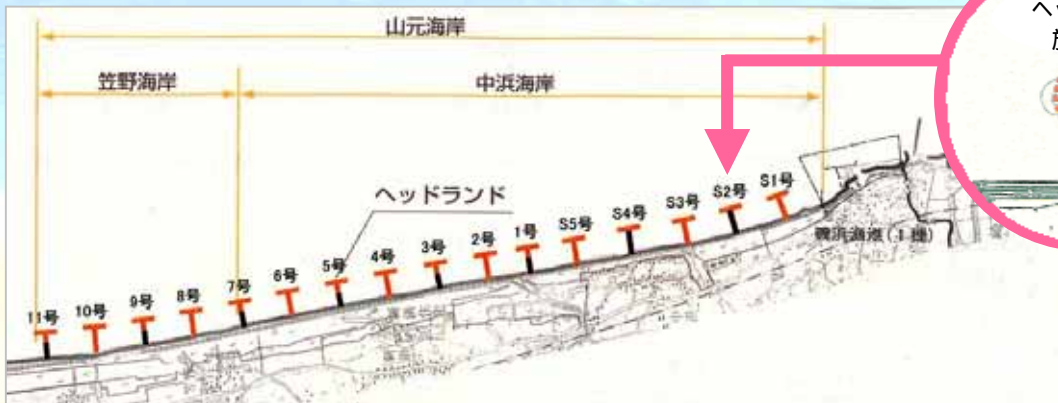 山元海岸
笠野海岸
中浜海岸
ヘッドランド
11号
10号
9号
8号
7号
6号
5号
4号
3号
2号
1号
S5号
S4号
S3号
S2号
S1号
磯浜漁港(1種)